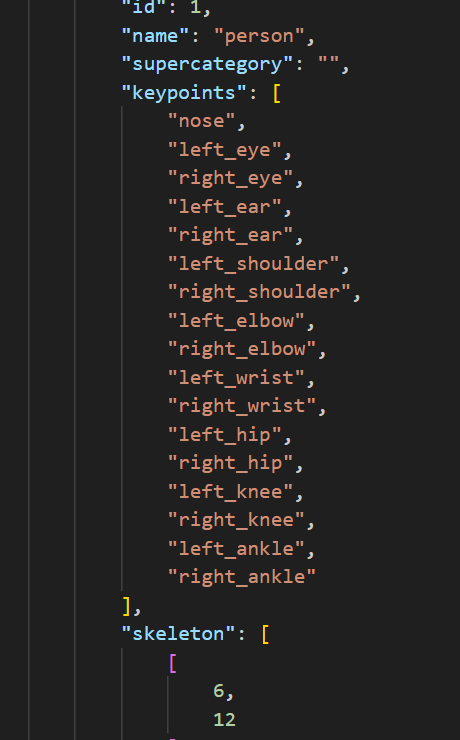 "id": 1,
"name": "person",
"supercategory": "",
"keypoints": [
"nose",
"left_eye",
"right_eye",
"left_ear",
"right_ear",
"left_shoulder",
"right_shoulder",
"left_elbow",
"right_elbow",
"left_wrist",
"right_wrist",
"left_hip",
"right_hip",
"left_knee",
"right_knee",
"left_ankle",
"right_ankle"
],
"skeleton": [
[
6,
12